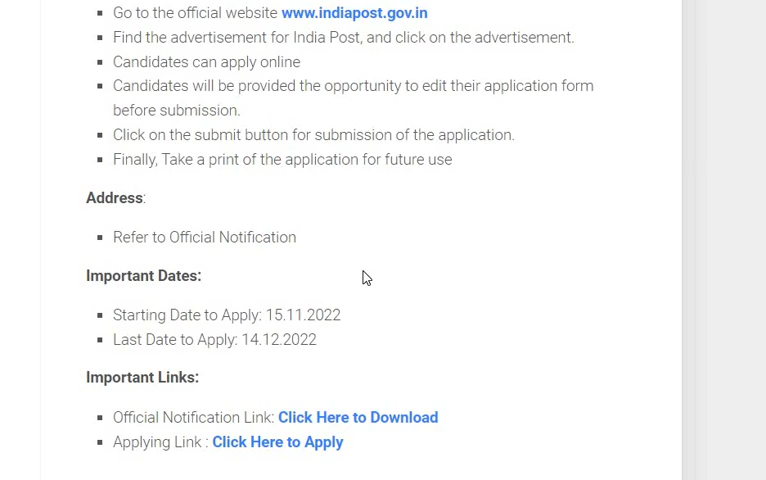 Go to the official website www.indiapost.gov.in
Find the advertisement for India Post, and click on the advertisement.
Candidates can apply online
Candidates will be provided the opportunity to edit their application form
before submission.
Click on the submit button for submission of the application.
Finally, Take a print of the application for future use
Address:
Refer to Official Notification
Important Dates:
Starting Date to Apply: 15.11.2022
Last Date to Apply: 14.12.2022
Important Links:
Official Notification Link: Click Here to Download
Applying Link : Click Here to Apply